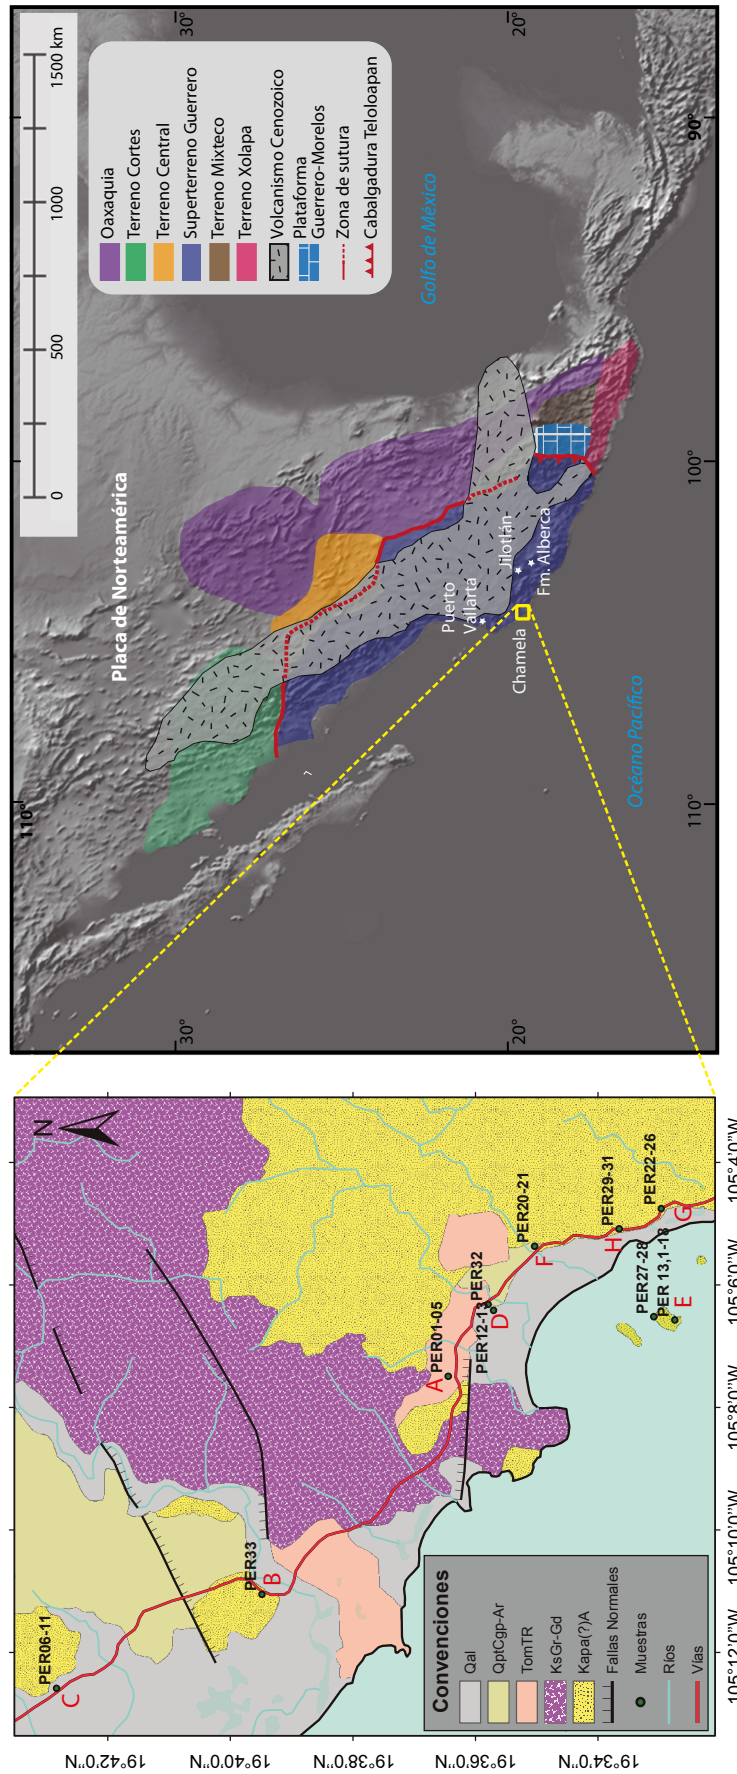 0
500
1000
1500 km
Oaxaquia
Terreno Cortes
Terreno Central
Superterreno Guerrero
Terreno Mixteco
Terreno Xolapa
Volcanismo Cenozoico
Plataforma
Guerrero-Morelos
Zona de sutura
Cabalgadura Teloloapan
110°
30°
20°
30°
20°
110°
100°
90°
Placa de Norteamérica
Golfo de México
Océano Pacífico
Puerto
Vallarta
Jilotlán
Fm. Alberca
Chamela
N
PER06-11
C
PER33
B
PER01-05
A
PER12-13
PER32
D
PER20-21
F
PER29-31
H
PER22-26
G
PER27-28
PER 13,1-18
E
Convenciones
Qal
QptCgp-Ar
TomTR
KsGr-Gd
Kapa(?)A
Fallas Normales
Muestras
Ríos
Vías
19°42'0"N
19°40'0"N
19°38'0"N
19°36'0"N
19°34'0"N
105°12'0"W
105°10'0"W
105°8'0"W
105°6'0"W
105°4'0"W